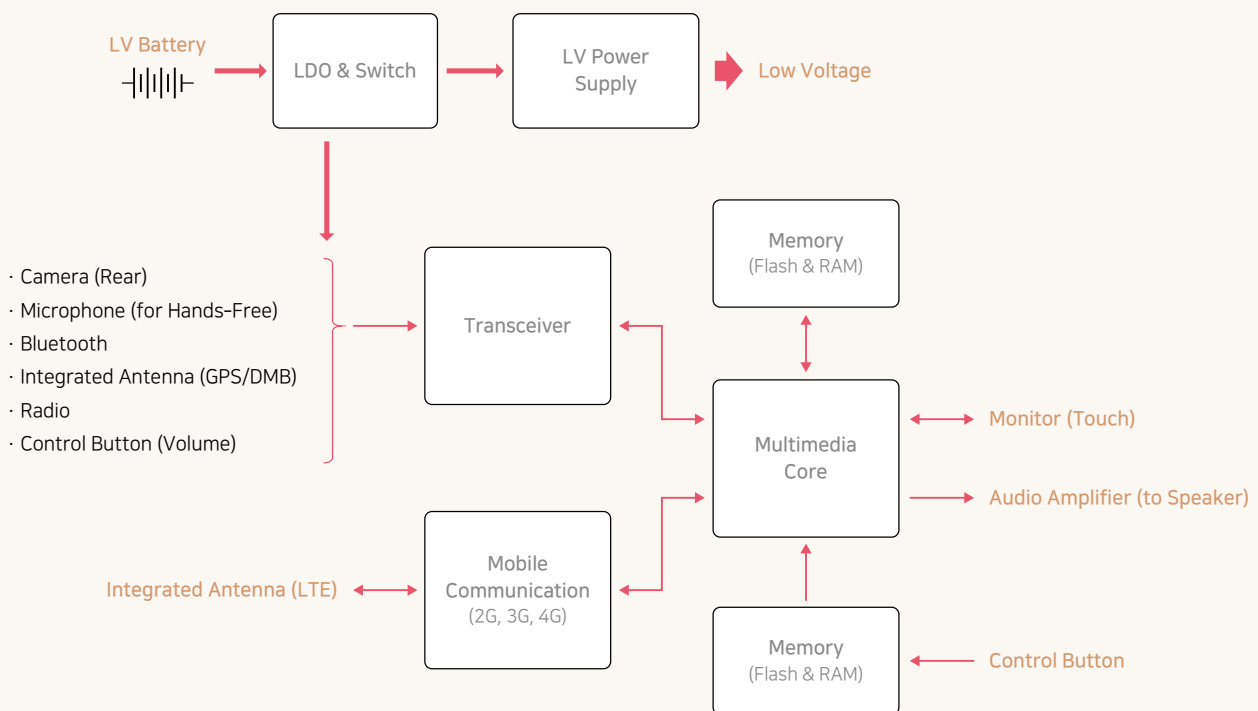 LV Battery
LDO & Switch
LV Power
Supply
Low Voltage
Memory
(Flash & RAM)
· Camera (Rear)
· Microphone (for Hands-Free)
· Bluetooth
· Integrated Antenna (GPS/DMB)
· Radio
· Control Button (Volume)
Transceiver
Multimedia
Core
Monitor (Touch)
Audio Amplifier (to Speaker)
Integrated Antenna (LTE)
Mobile
Communication
(2G, 3G, 4G)
Memory
(Flash & RAM)
Control Button